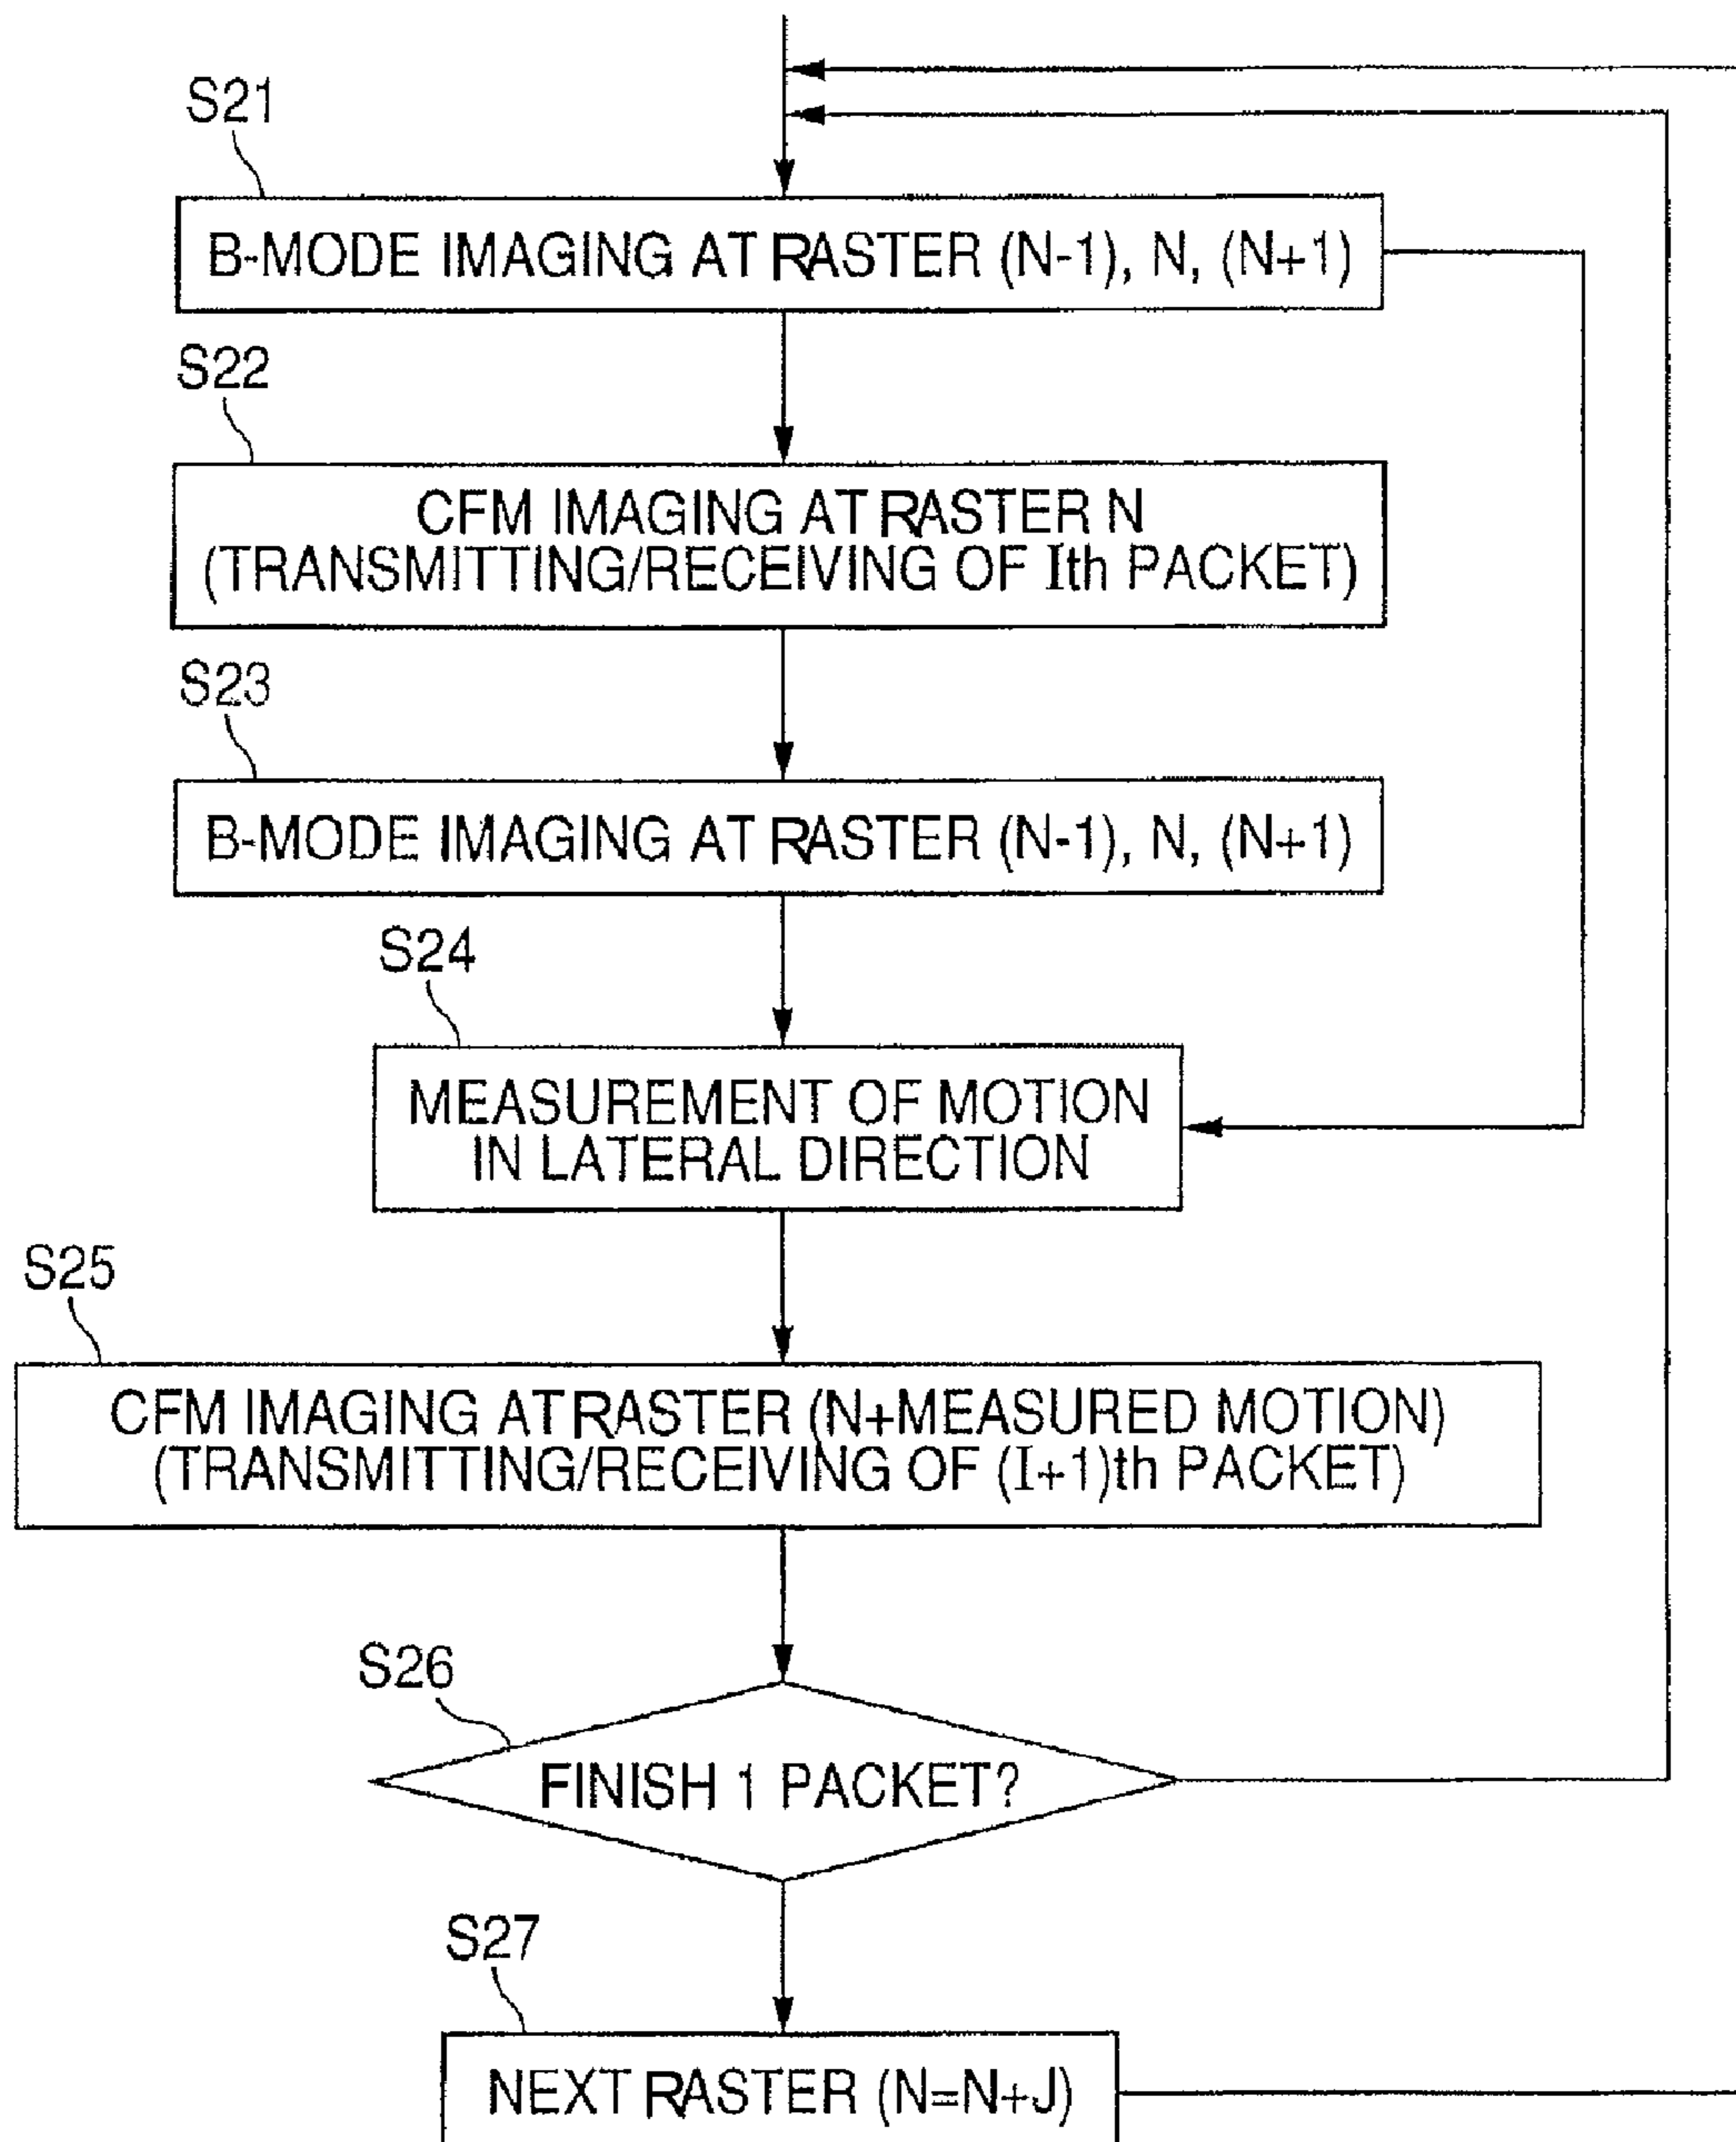 S21
B-MODE IMAGING AT RASTER (N-1), N, (N+1)
S22
CFM IMAGING AT RASTER N
(TRANSMITTING/RECEIVING OF Ith PACKET)
S23
B-MODE IMAGING AT RASTER (N-1), N, (N+1)
S24
MEASUREMENT OF MOTION
IN LATERAL DIRECTION
S25
CFM IMAGING AT RASTER (N+MEASURED MOTION)
(TRANSMITTING/RECEIVING OF (I+1)th PACKET)
S26
FINISH 1 PACKET?
S27
NEXT RASTER (N=N+J)